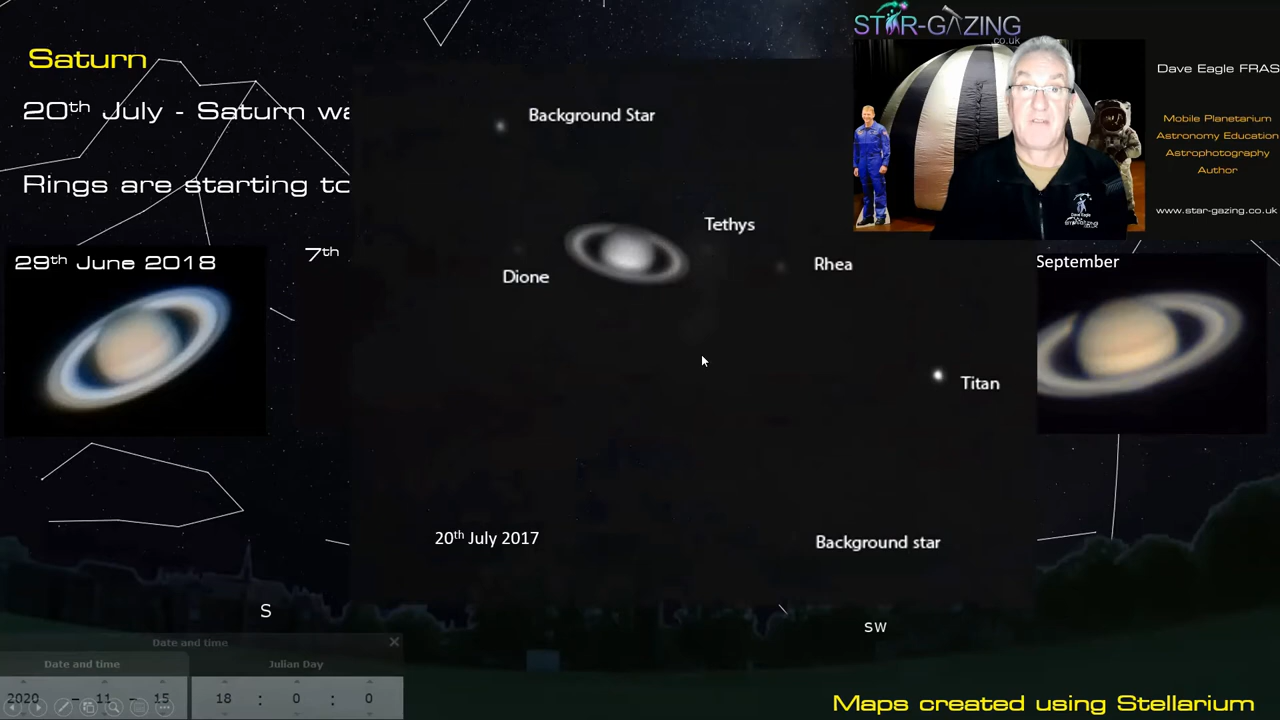 STAR-GAZING
co.uk
Saturn
Dave Eagle FRAS
20th July - Saturn wa
Background Star
Mobile Planetarium
Astronomy Education
Astrophotography
Author
Rings are starting to
www.star-gazing.co.uk
Tethys
29th June 2018
7th
Dione
Rhea
September
Titan
20th July 2017
Background star
S
SW
Date and time
Date and time
Julian Day
2020 - 11 - 15
18 : 0 : 0
Maps created using Stellarium